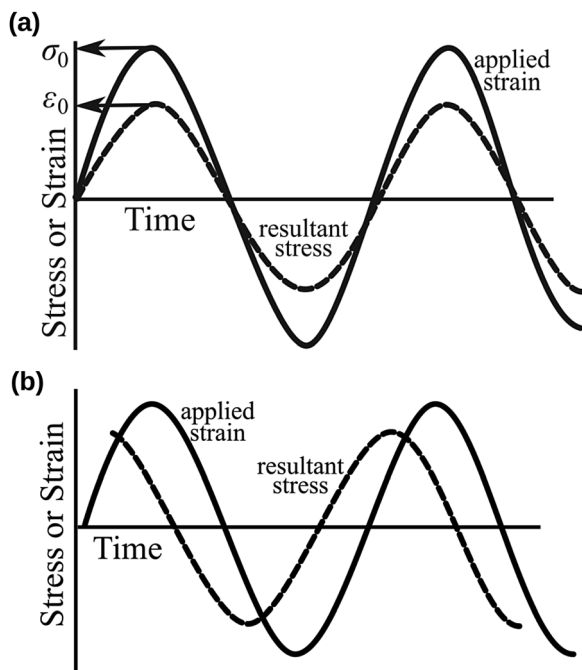 (a)
σ0
ε0
Stress or Strain
applied
strain
Time
resultant
stress
(b)
applied
strain
resultant
stress
Stress or Strain
Time